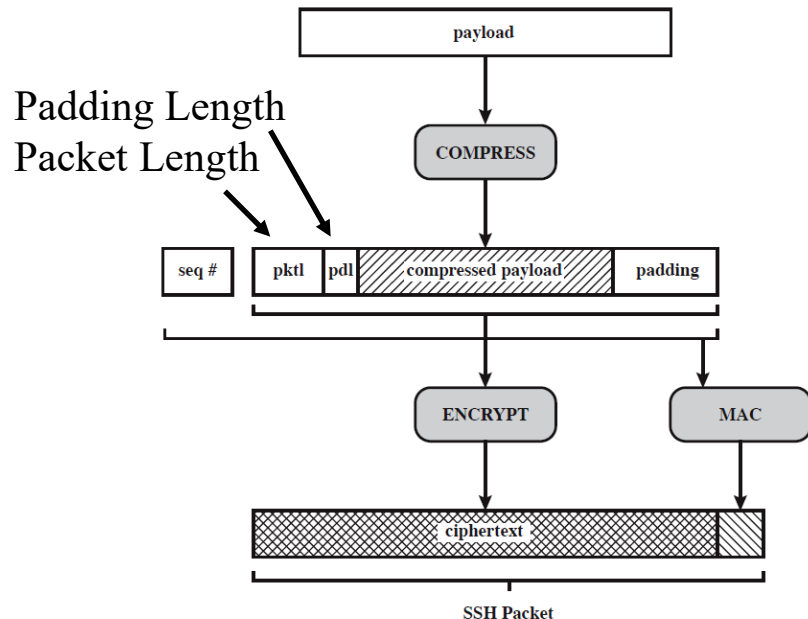 payload
Padding Length
Packet Length
COMPRESS
seq #
pktl
pdl
compressed payload
padding
ENCRYPT
MAC
ciphertext
SSH Packet